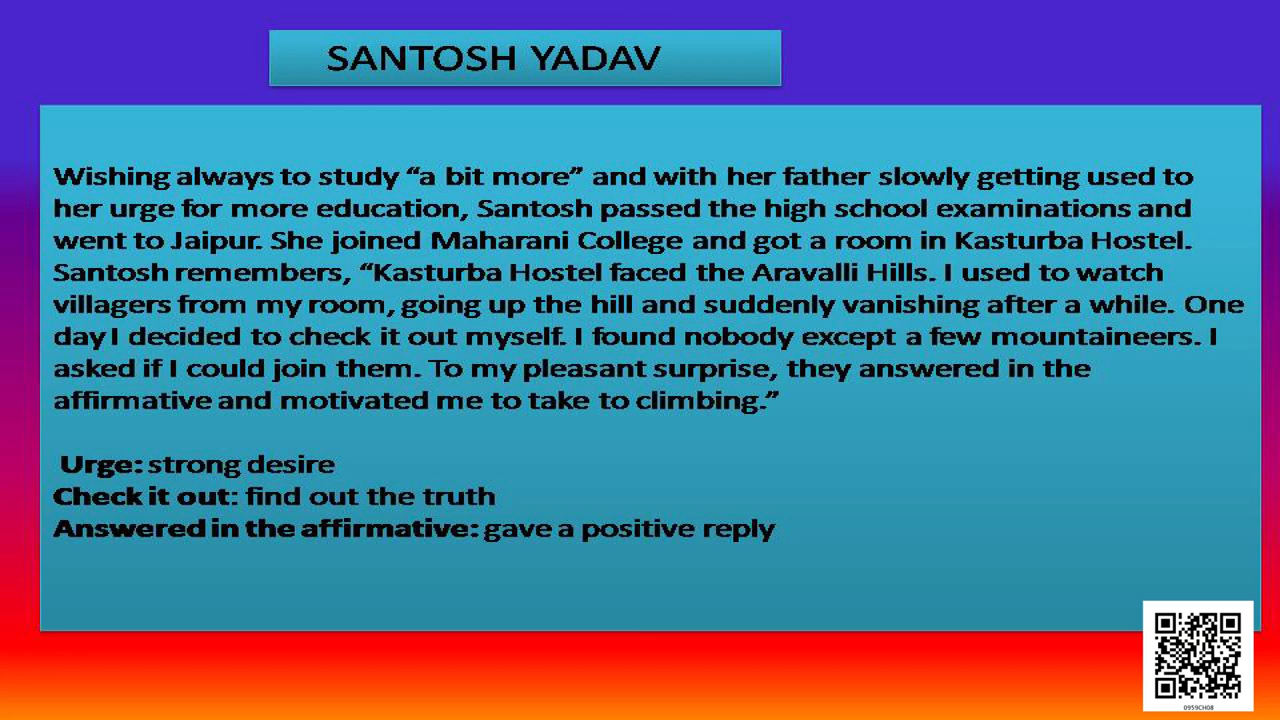 SANTOSH YADAV
Wishing always to study “a bit more” and with her father slowly getting used to
her urge for more education, Santosh passed the high school examinations and
went to Jaipur. She joined Maharani College and got a room in Kasturba Hostel.
Santosh remembers, “Kasturba Hostel faced the Aravalli Hills. I used to watch
villagers from my room, going up the hill and suddenly vanishing after a while. One
day I decided to check it out myself. I found nobody except a few mountaineers. I
asked if I could join them. To my pleasant surprise, they answered in the
affirmative and motivated me to take to climbing.”
Urge: strong desire
Check it out: find out the truth
Answered in the affirmative: gave a positive reply
0959CH08